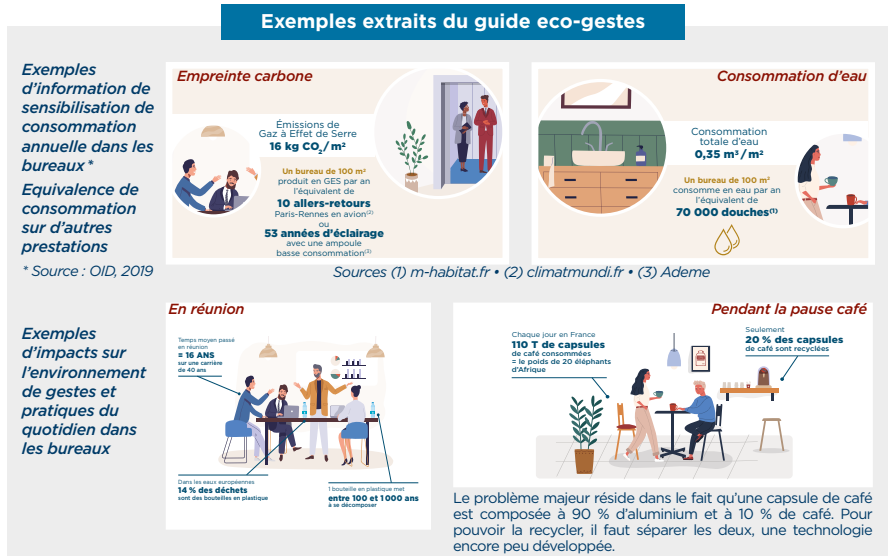 Exemples extraits du guide eco-gestes
Exemples
d'information de
sensibilisation de
consommation
annuelle dans les
bureaux *
Equivalence de
consommation
sur d'autres
prestations
* Source : OID, 2019
Empreinte carbone
Émissions de
Gaz à Effet de Serre
16 kg CO₂/m²
Un bureau de 100 m²
produit en GES par an
l'équivalent de
10 allers-retours
Paris-Rennes en avion⁽²⁾
ou
53 années d'éclairage
avec une ampoule
basse consommation⁽³⁾
Consommation d'eau
Consommation
totale d'eau
0,35 m³/m²
Un bureau de 100 m²
consomme en eau par an
l'équivalent de
70 000 douches⁽¹⁾
Sources (1) m-habitat.fr • (2) climatmundi.fr • (3) Ademe
Exemples
d'impacts sur
l'environnement
de gestes et
pratiques du
quotidien dans
les bureaux
En réunion
Temps moyen passé
en réunion
= 16 ANS
sur une carrière
de 40 ans
Dans les eaux européennes
14 % des déchets
sont des bouteilles en plastique
1 bouteille en plastique met
entre 100 et 1 000 ans
à se décomposer
Pendant la pause café
Chaque jour en France
110 T de capsules
de café consommées
= le poids de 20 éléphants
d'Afrique
Seulement
20 % des capsules
de café sont recyclées
Le problème majeur réside dans le fait qu'une capsule de café
est composée à 90 % d'aluminium et à 10 % de café. Pour
pouvoir la recycler, il faut séparer les deux, une technologie
encore peu développée.